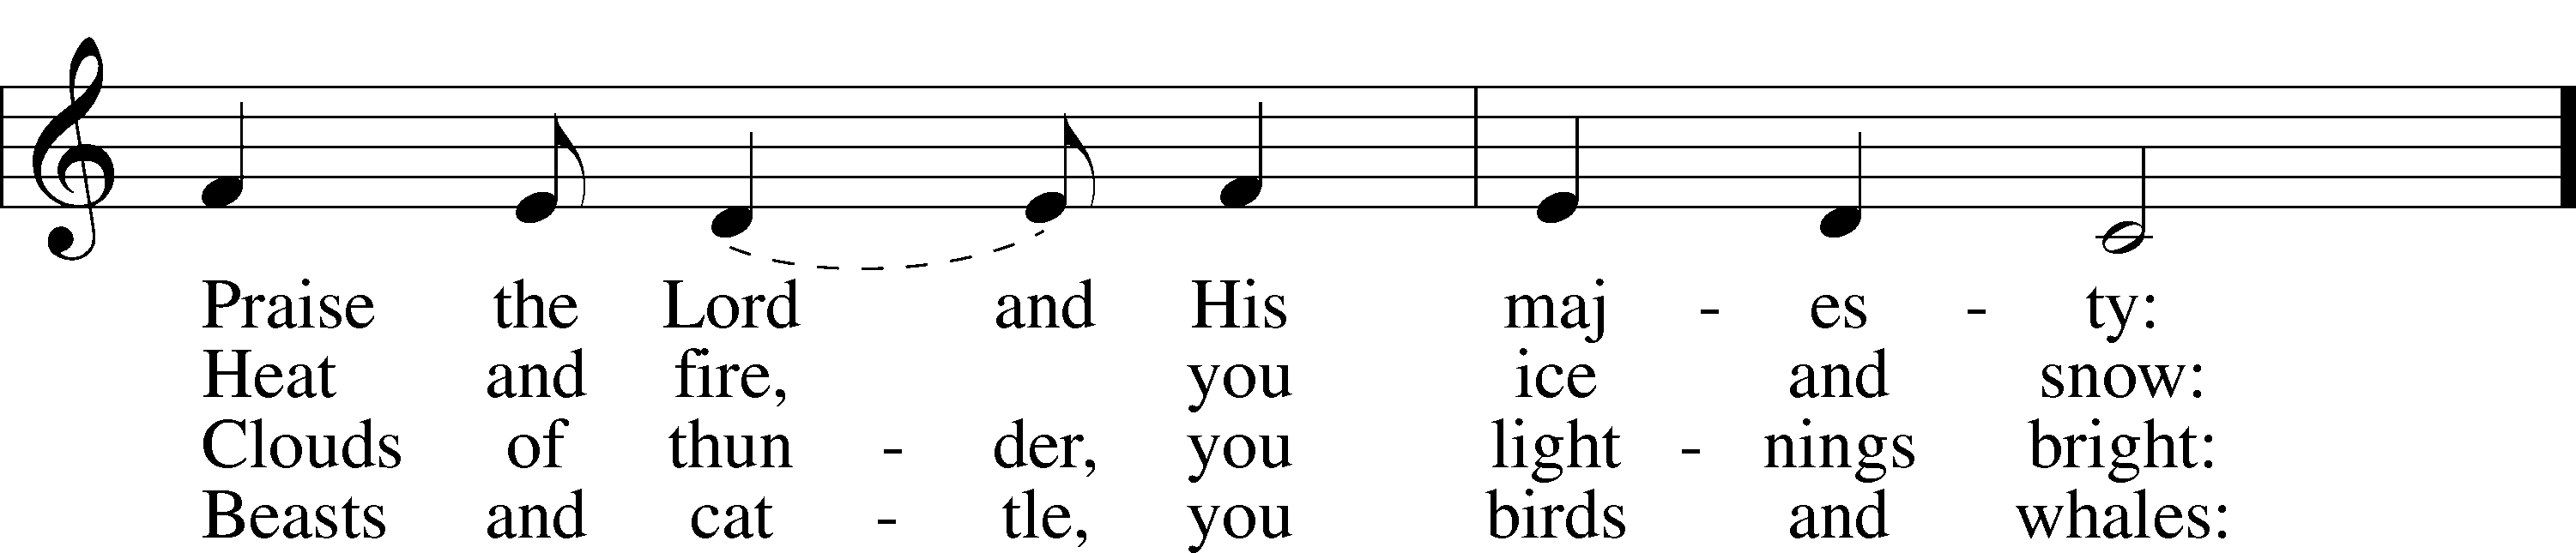 Praise the Lord and His maj - es - ty:
Heat and fire, you ice and snow:
Clouds of thun - der, you light - nings bright:
Beasts and cat - tle, you birds and whales: